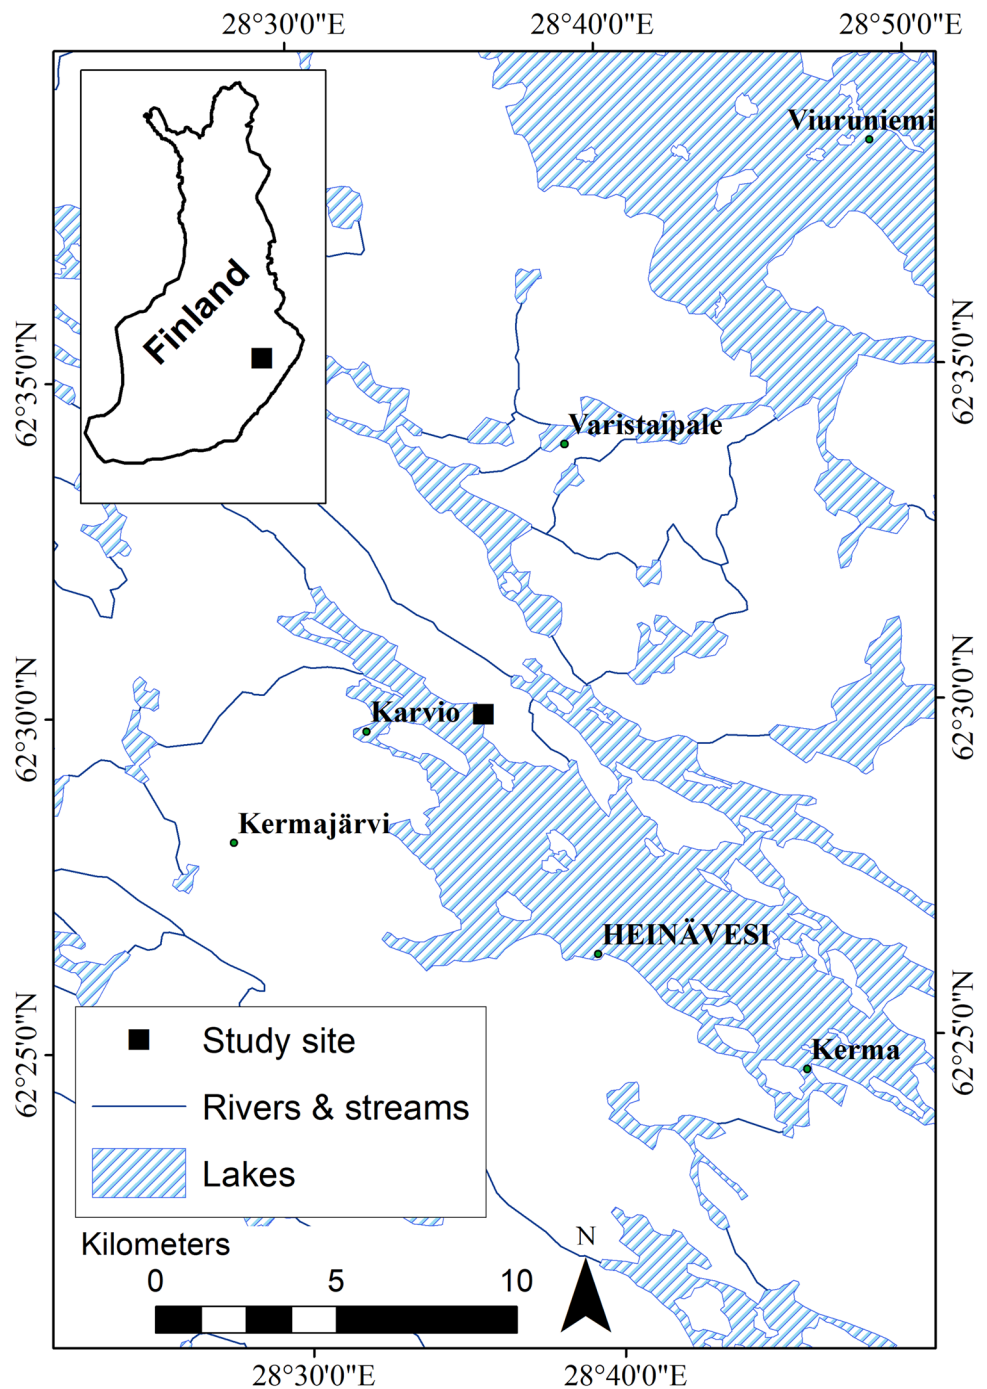 28°30'0"E
28°40'0"E
28°50'0"E
Viuruniemi
Finland
62°35'0"N
62°35'0"N
Varistaipale
62°30'0"N
62°30'0"N
Karvio
Kermajärvi
HEINÄVESI
62°25'0"N
62°25'0"N
Kerma
Study site
Rivers & streams
Lakes
Kilometers
0 5 10
N
28°30'0"E
28°40'0"E